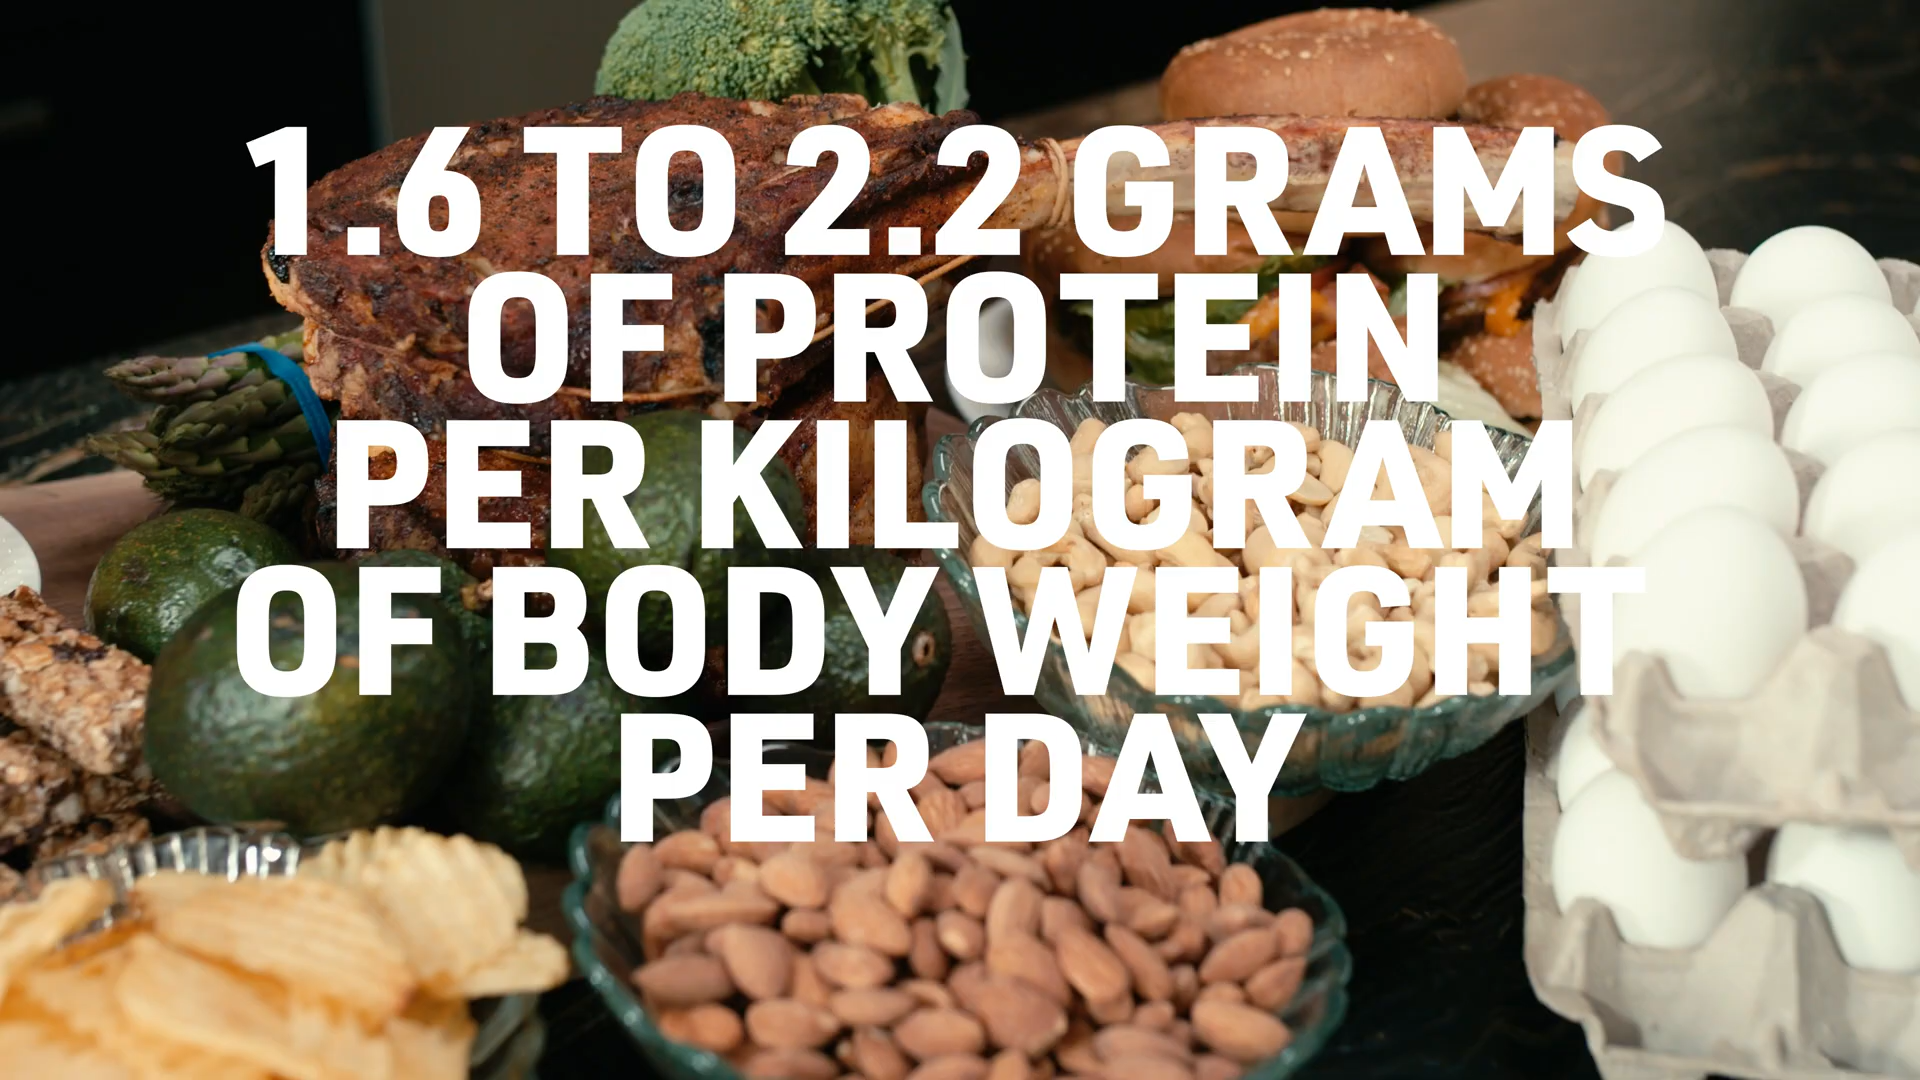 1.6 TO 2.2 GRAMS
OF PROTEIN
PER KILOGRAM
OF BODY WEIGHT
PER DAY